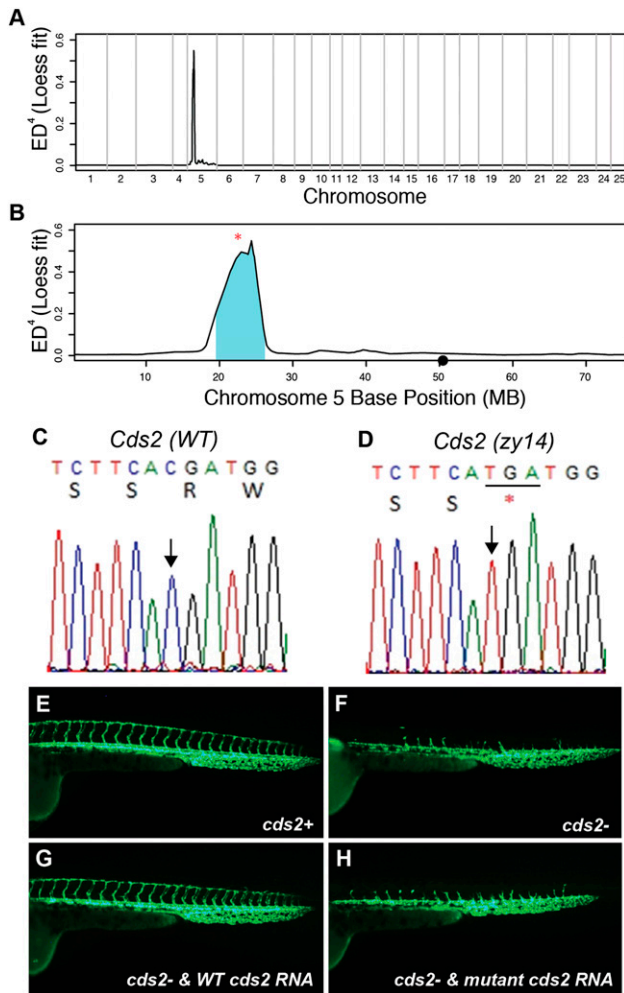 A
ED⁴ (Loess fit)
0.0 0.2 0.4 0.6
1 2 3 4 5 6 7 8 9 10 11 12 13 14 15 16 17 18 19 20 21 22 23 24 25
Chromosome
B
*
ED⁴ (Loess fit)
0.0 0.2 0.4 0.6
10 20 30 40 50 60 70
Chromosome 5 Base Position (MB)
C
Cds2 (WT)
T C T T C A C G A T G G
S S R W
D
Cds2 (zy14)
T C T T C A T G A T G G
S S *
E
cds2+
F
cds2-
G
cds2- & WT cds2 RNA
H
cds2- & mutant cds2 RNA